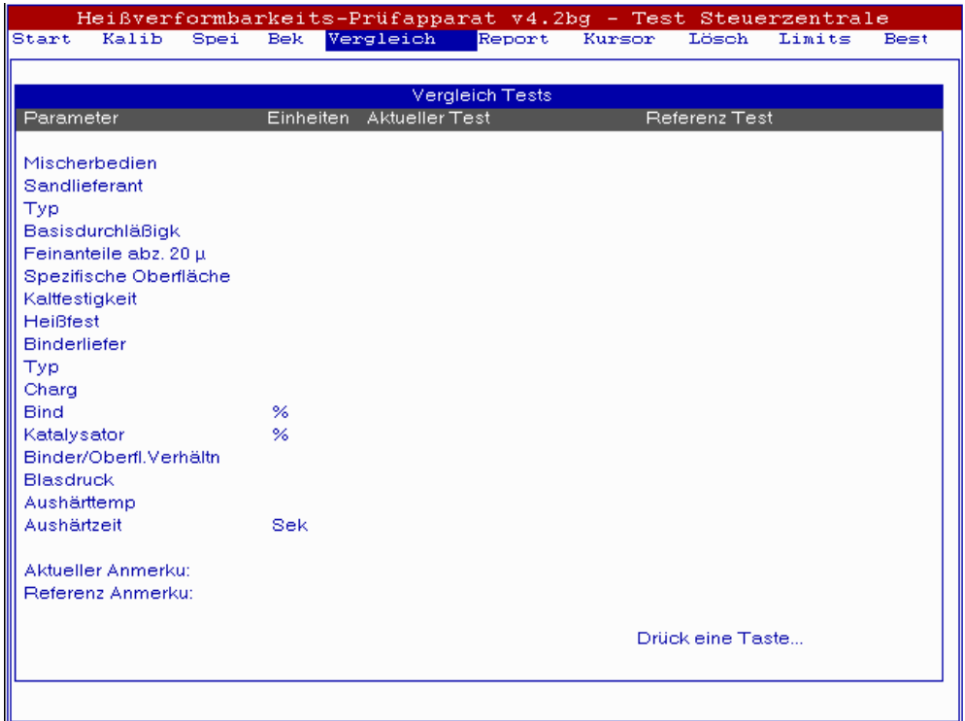 Heißverformbarkeits-Prüfapparat v4.2bg - Test Steuerzentrale
Start Kalib Spei Bek Vergleich Report Kursor Lösch Limits Best
Vergleich Tests
Parameter Einheiten Aktueller Test Referenz Test
Mischerbedien
Sandlieferant
Typ
Basisdurchläßigk
Feinanteile abz. 20 µ
Spezifische Oberfläche
Kaltfestigkeit
Heißfest
Binderliefer
Typ
Charg
Bind %
Katalysator %
Binder/Oberfl.Verhältn
Blasdruck
Aushärttemp
Aushärtzeit Sek
Aktueller Anmerku:
Referenz Anmerku:
Drück eine Taste...